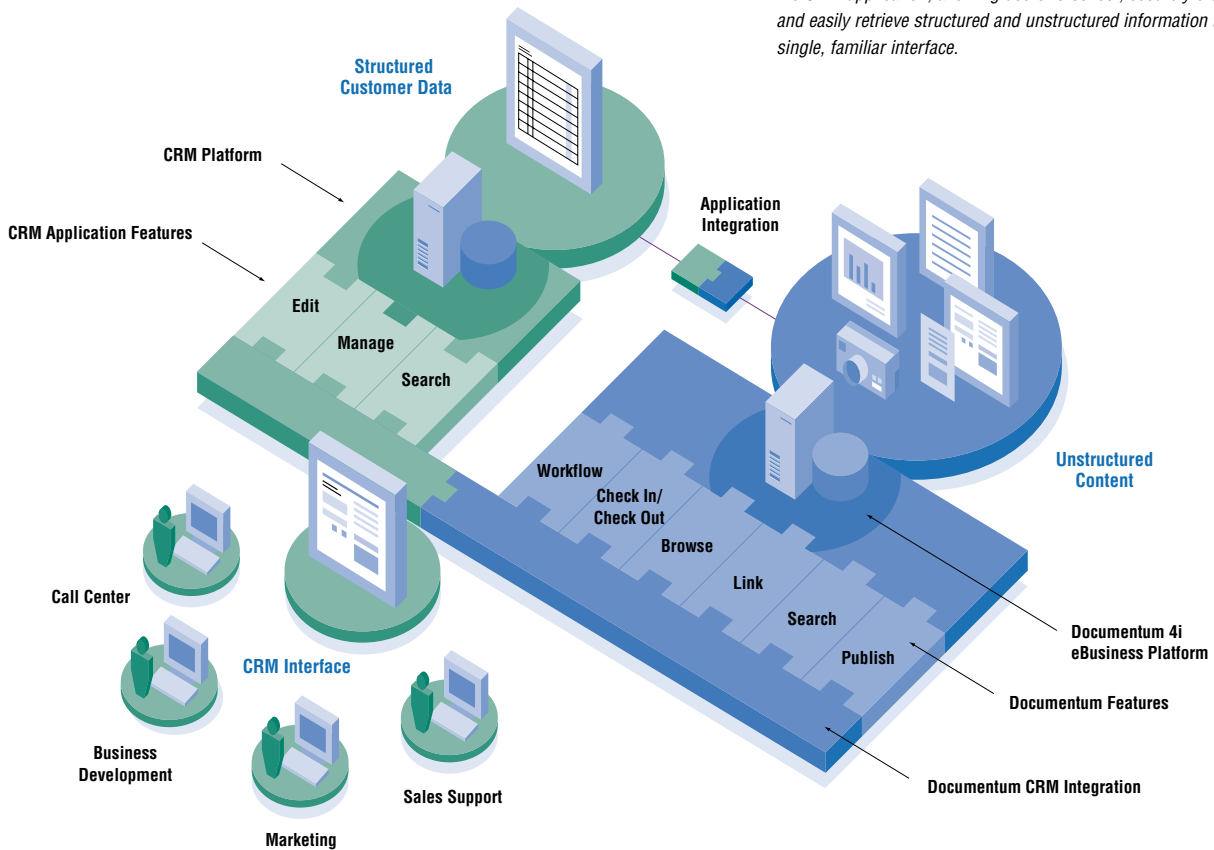 and easily retrieve structured and unstructured information
single, familiar interface.
Structured
Customer Data
CRM Platform
CRM Application Features
Application
Integration
Edit
Manage
Search
Unstructured
Content
Workflow
Check In/
Check Out
Browse
Link
Search
Publish
Call Center
CRM Interface
Business
Development
Sales Support
Marketing
Documentum 4i
eBusiness Platform
Documentum Features
Documentum CRM Integration